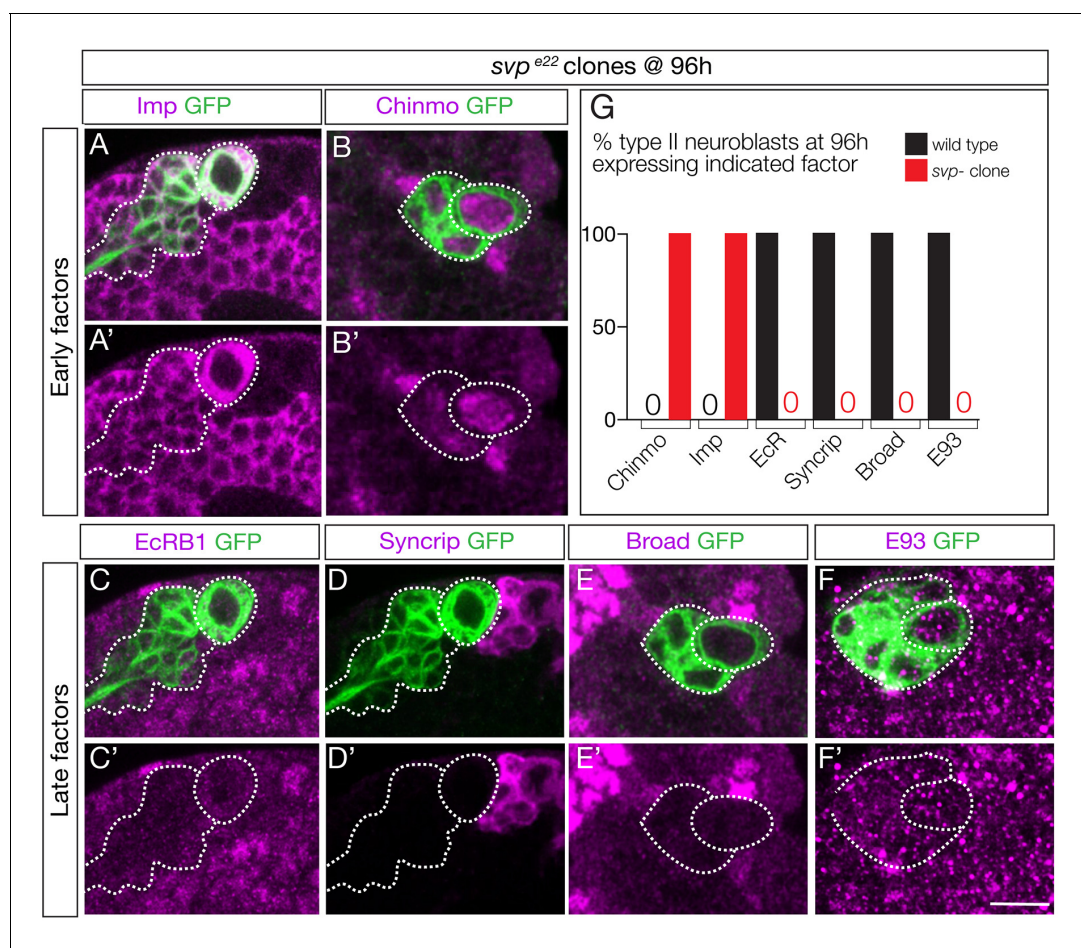 svp e22 clones @ 96h
Imp GFP
Chinmo GFP
Early factors
A
B
A’
B’
G
% type II neuroblasts at 96h
expressing indicated factor
wild type
svp- clone
100
50
0
0
0
0
0
0
0
Chinmo
Imp
EcR
Syncrip
Broad
E93
EcRB1 GFP
Syncrip GFP
Broad GFP
E93 GFP
Late factors
C
D
E
F
C’
D’
E’
F’